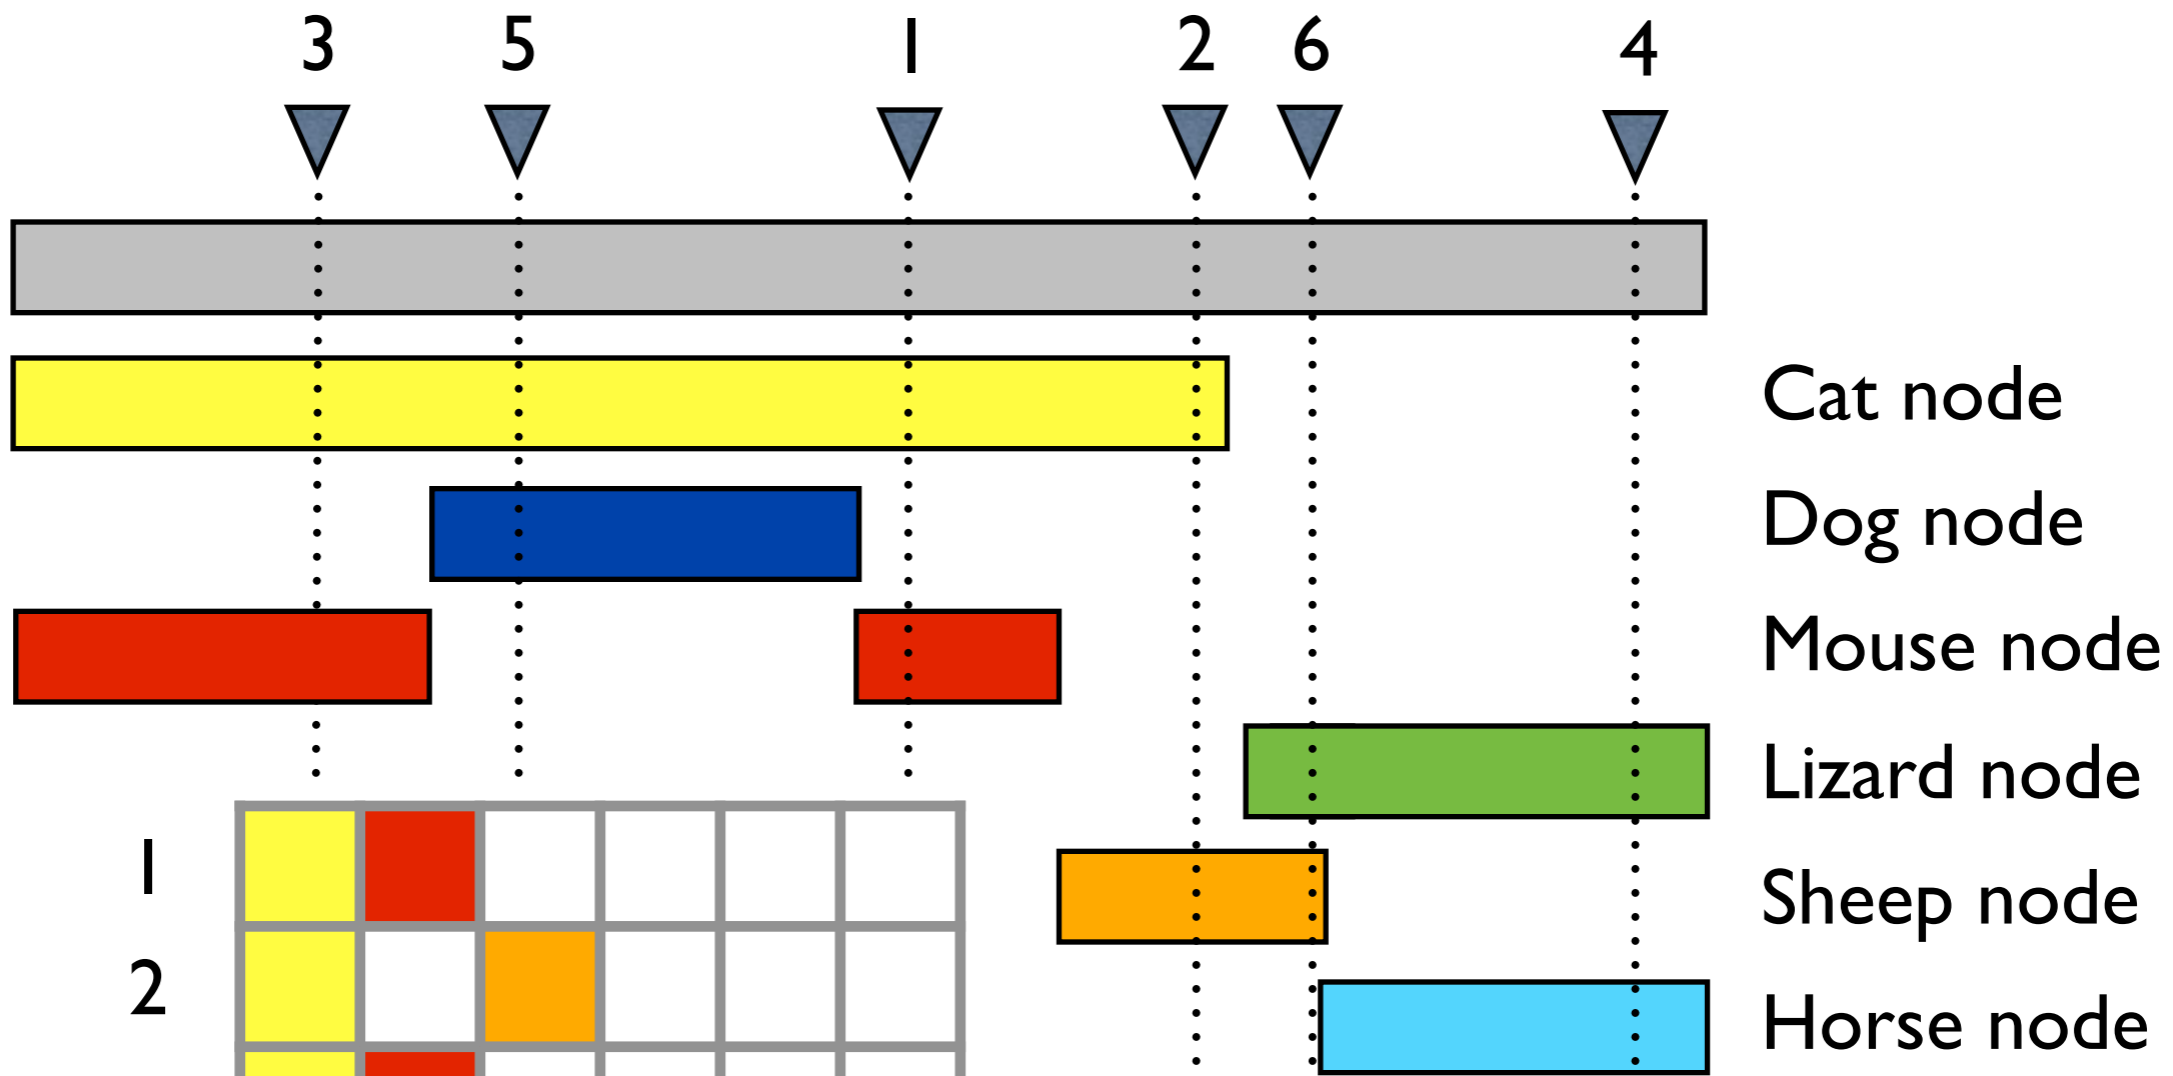 3 5 1 2 6 4
Cat node
Dog node
Mouse node
Lizard node
1
Sheep node
2
Horse node